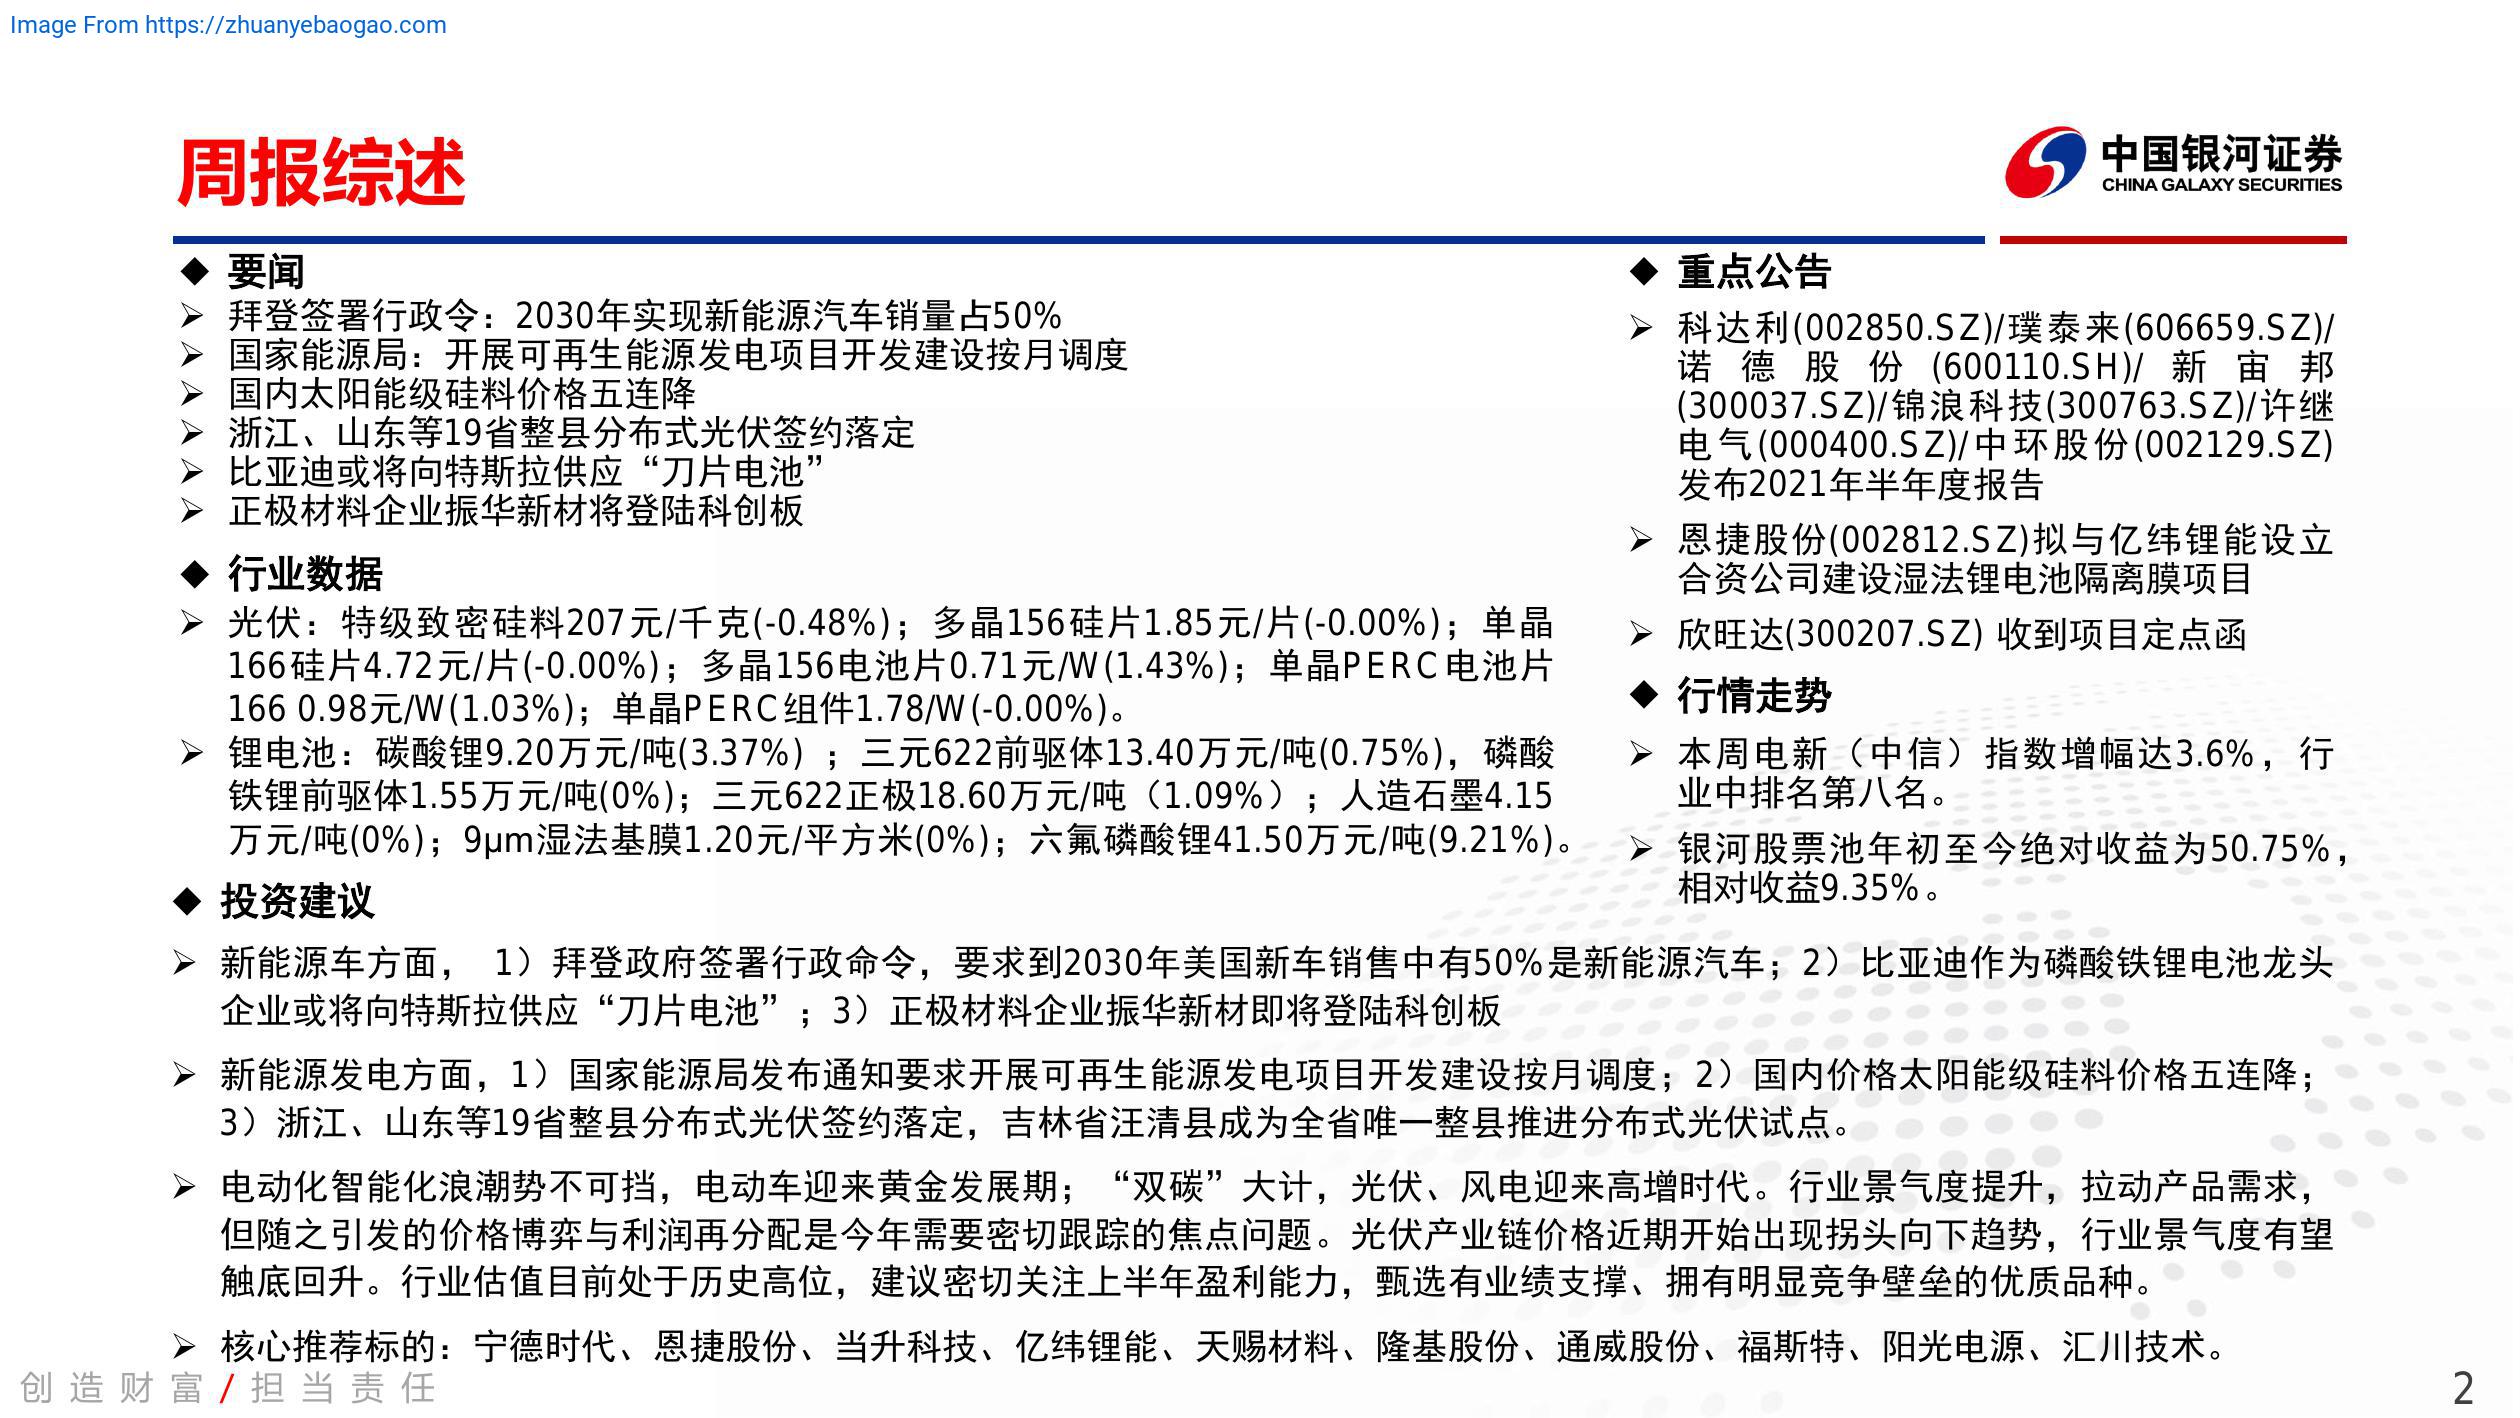 Image From https://zhuanyebaogao.com
周报综述
中国银河证券
CHINA GALAXY SECURITIES
◆ 要闻
➢ 拜登签署行政令：2030年实现新能源汽车销量占50%
➢ 国家能源局：开展可再生能源发电项目开发建设按月调度
➢ 国内太阳能级硅料价格五连降
➢ 浙江、山东等19省整县分布式光伏签约落定
➢ 比亚迪或将向特斯拉供应“刀片电池”
➢ 正极材料企业振华新材将登陆科创板
◆ 行业数据
➢ 光伏：特级致密硅料207元/千克(-0.48%)；多晶156硅片1.85元/片(-0.00%)；单晶
166硅片4.72元/片(-0.00%)；多晶156电池片0.71元/W(1.43%)；单晶PERC电池片
166 0.98元/W(1.03%)；单晶PERC组件1.78/W(-0.00%)。
➢ 锂电池：碳酸锂9.20万元/吨(3.37%) ；三元622前驱体13.40万元/吨(0.75%)，磷酸
铁锂前驱体1.55万元/吨(0%)；三元622正极18.60万元/吨（1.09%）；人造石墨4.15
万元/吨(0%)；9μm湿法基膜1.20元/平方米(0%)；六氟磷酸锂41.50万元/吨(9.21%)。
◆ 重点公告
➢ 科达利(002850.SZ)/璞泰来(606659.SZ)/
诺德股份(600110.SH)/新宙邦
(300037.SZ)/锦浪科技(300763.SZ)/许继
电气(000400.SZ)/中环股份(002129.SZ)
发布2021年半年度报告
➢ 恩捷股份(002812.SZ)拟与亿纬锂能设立
合资公司建设湿法锂电池隔离膜项目
➢ 欣旺达(300207.SZ) 收到项目定点函
◆ 行情走势
➢ 本周电新（中信）指数增幅达3.6%，行
业中排名第八名。
➢ 银河股票池年初至今绝对收益为50.75%，
相对收益9.35%。
◆ 投资建议
➢ 新能源车方面， 1）拜登政府签署行政命令，要求到2030年美国新车销售中有50%是新能源汽车；2）比亚迪作为磷酸铁锂电池龙头
企业或将向特斯拉供应“刀片电池”；3）正极材料企业振华新材即将登陆科创板
➢ 新能源发电方面，1）国家能源局发布通知要求开展可再生能源发电项目开发建设按月调度；2）国内价格太阳能级硅料价格五连降；
3）浙江、山东等19省整县分布式光伏签约落定，吉林省汪清县成为全省唯一整县推进分布式光伏试点。
➢ 电动化智能化浪潮势不可挡，电动车迎来黄金发展期；“双碳”大计，光伏、风电迎来高增时代。行业景气度提升，拉动产品需求，
但随之引发的价格博弈与利润再分配是今年需要密切跟踪的焦点问题。光伏产业链价格近期开始出现拐头向下趋势，行业景气度有望
触底回升。行业估值目前处于历史高位，建议密切关注上半年盈利能力，甄选有业绩支撑、拥有明显竞争壁垒的优质品种。
➢ 核心推荐标的：宁德时代、恩捷股份、当升科技、亿纬锂能、天赐材料、隆基股份、通威股份、福斯特、阳光电源、汇川技术。
创造财富/担当责任
2